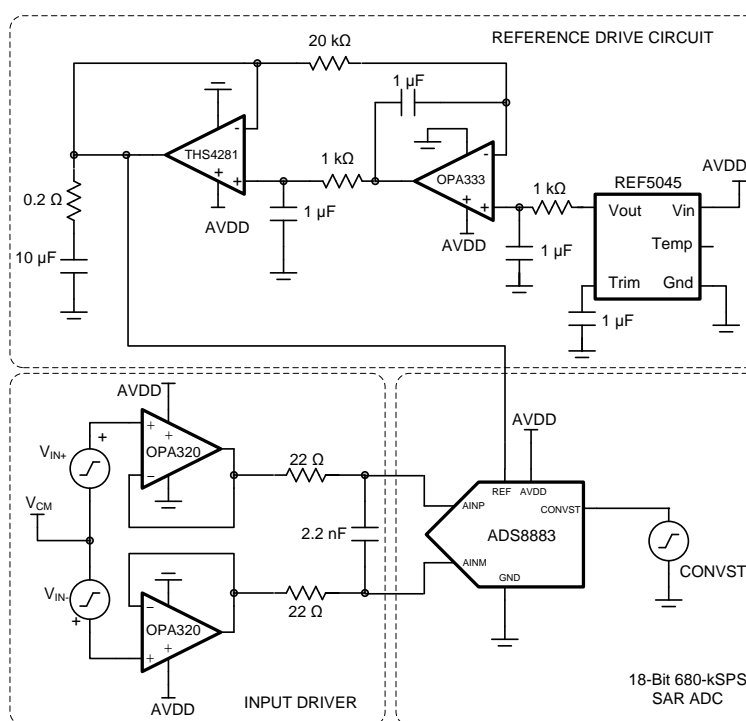 REFERENCE DRIVE CIRCUIT
20 kΩ
1 µF
THS4281
-
+
+
AVDD
1 kΩ
1 µF
OPA333
-
+
+
AVDD
1 kΩ
1 µF
REF5045
AVDD
Vout
Vin
Temp
Trim
Gnd
1 µF
0.2 Ω
10 µF
AVDD
VIN+
+
+
+
−
OPA320
22 Ω
VCM
2.2 nF
VIN-
+
−
+
+
OPA320
22 Ω
AVDD
INPUT DRIVER
AVDD
REF
AVDD
AINP
CONVST
ADS8883
AINM
GND
CONVST
18-Bit 680-kSPS
SAR ADC